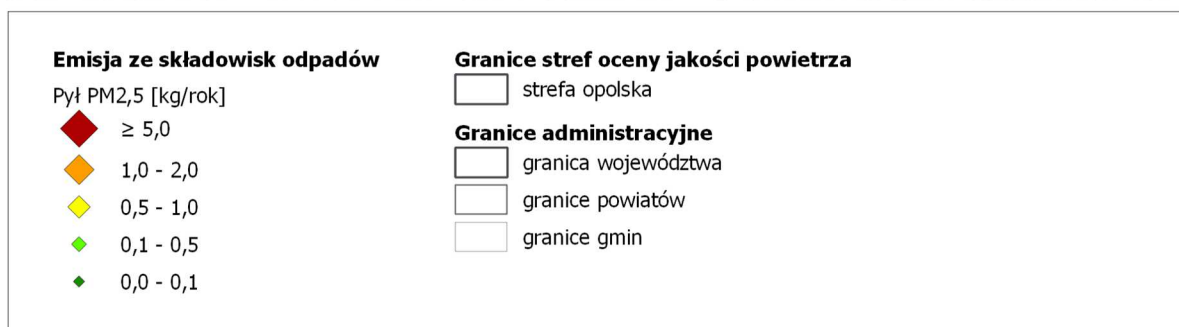 Emisja ze składowisk odpadów
Pył PM2,5 [kg/rok]
≥ 5,0
1,0 - 2,0
0,5 - 1,0
0,1 - 0,5
0,0 - 0,1
Granice stref oceny jakości powietrza
strefa opolska
Granice administracyjne
granica województwa
granice powiatów
granice gmin